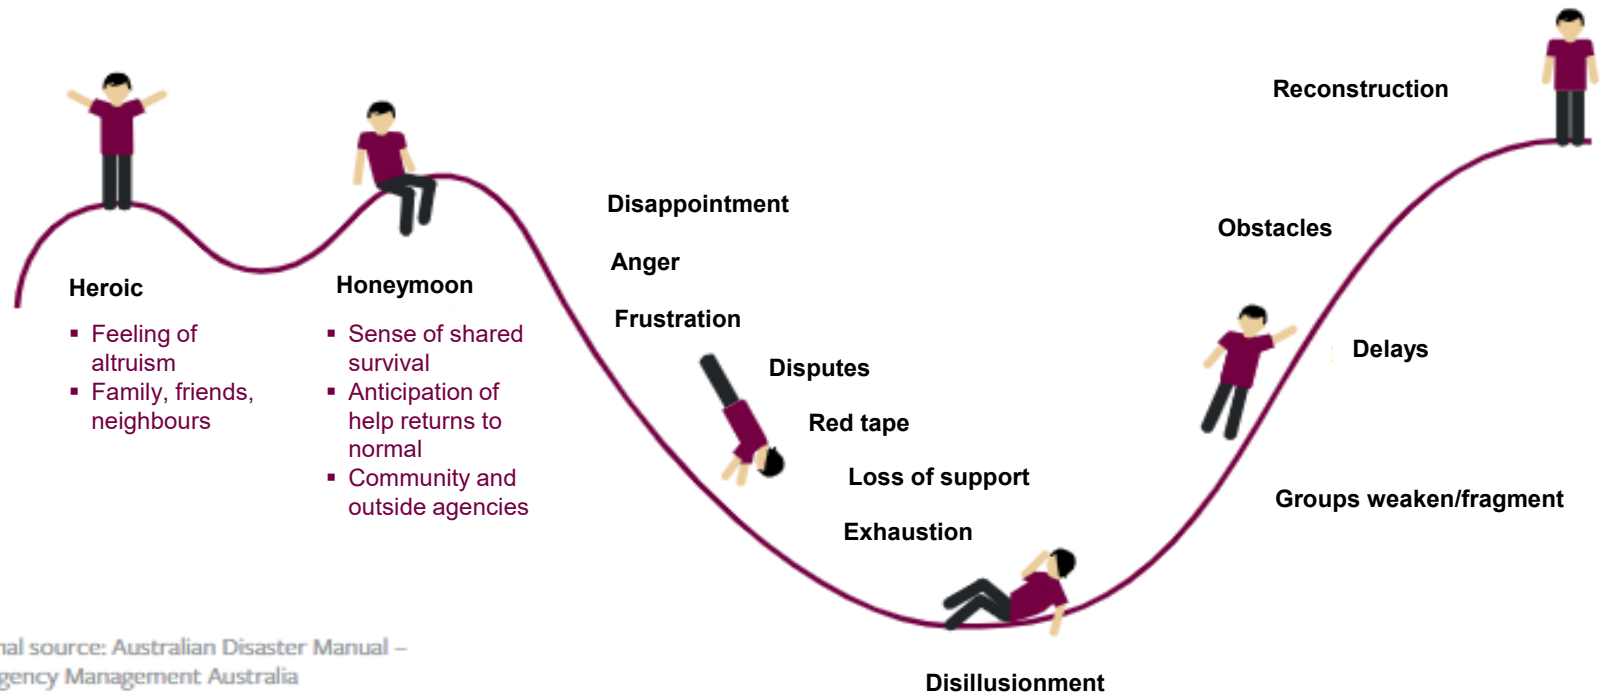 Heroic
▪ Feeling of
altruism
▪ Family, friends,
neighbours
Honeymoon
▪ Sense of shared
survival
▪ Anticipation of
help returns to
normal
▪ Community and
outside agencies
Disappointment
Anger
Frustration
Disputes
Red tape
Loss of support
Exhaustion
Disillusionment
Reconstruction
Obstacles
Delays
Groups weaken/fragment
nal source: Australian Disaster Manual –
gency Management Australia